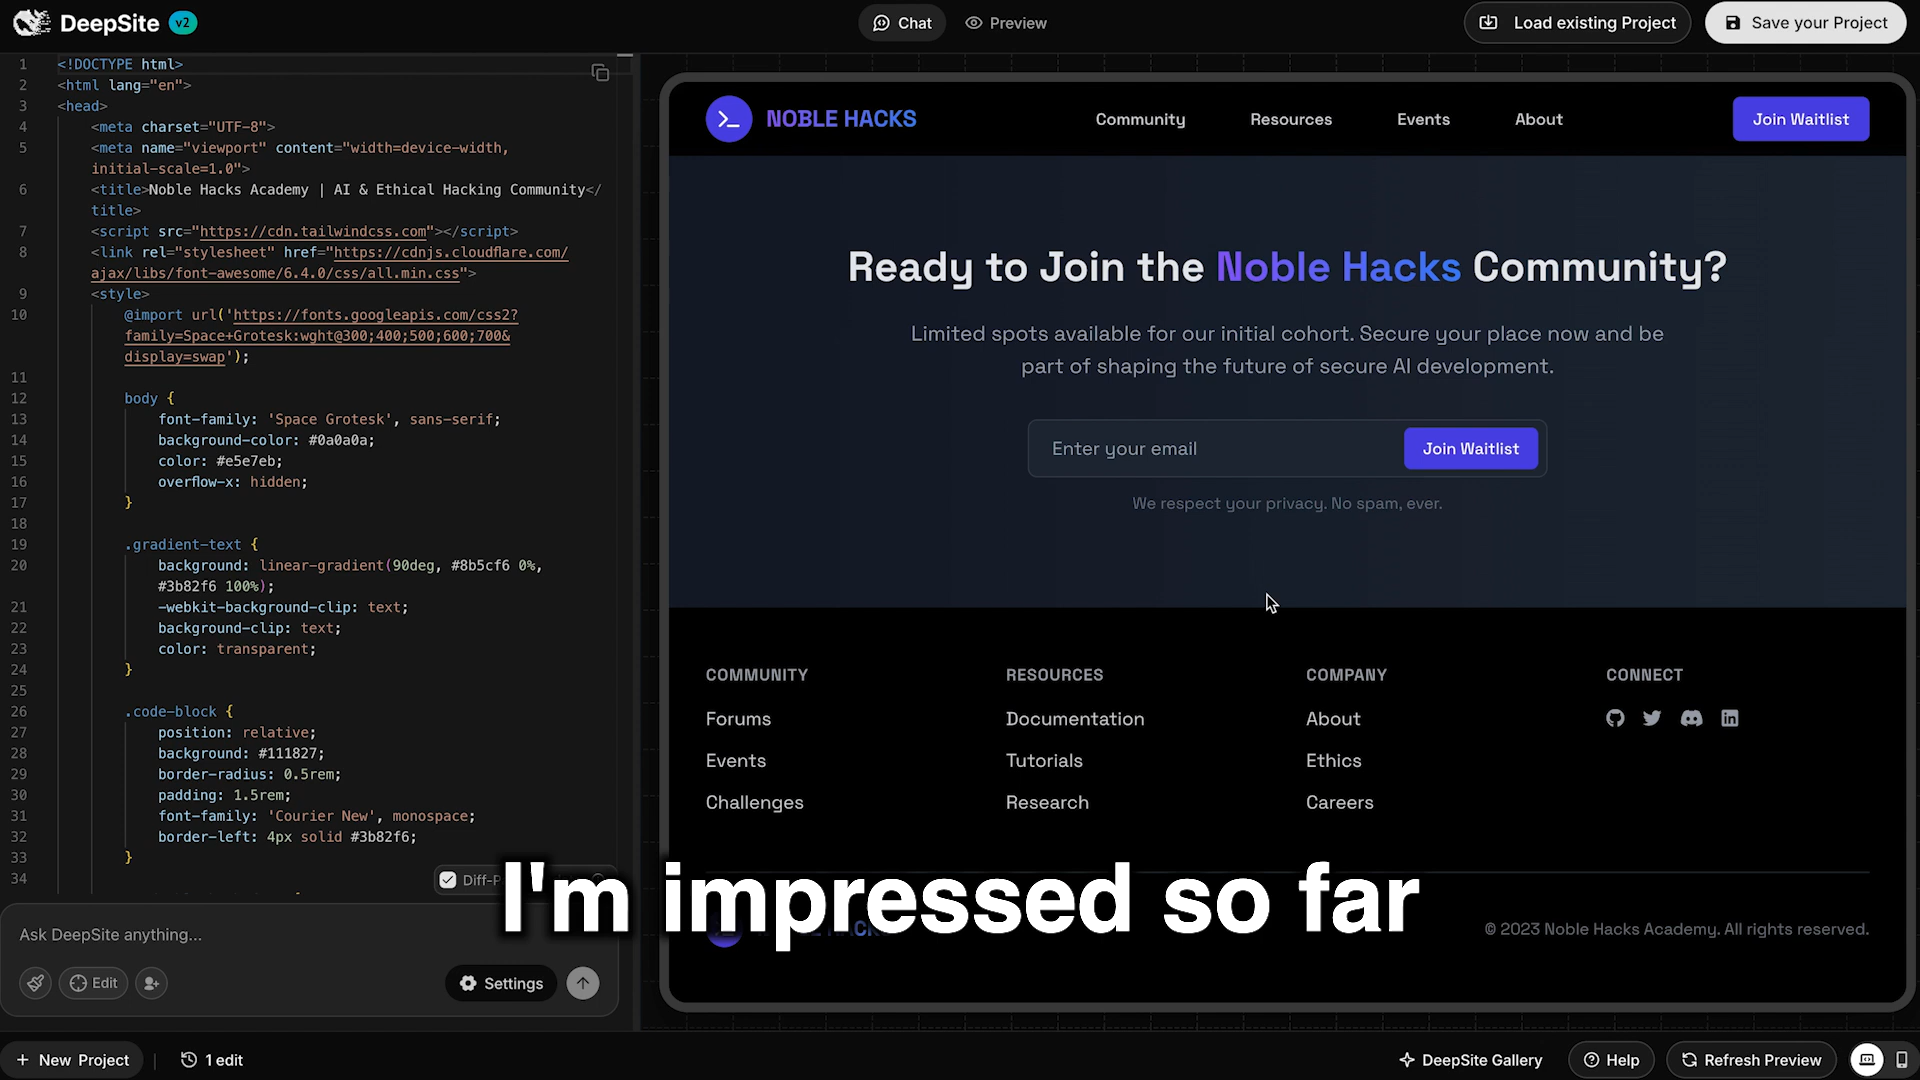 DeepSite v2
Chat
Preview
Load existing Project
Save your Project
1 <!DOCTYPE html>
2 <html lang="en">
3 <head>
4 <meta charset="UTF-8">
5 <meta name="viewport" content="width=device-width,
initial-scale=1.0">
6 <title>Noble Hacks Academy | AI & Ethical Hacking Community</
title>
7 <script src="https://cdn.tailwindcss.com"></script>
8 <link rel="stylesheet" href="https://cdnjs.cloudflare.com/
ajax/libs/font-awesome/6.4.0/css/all.min.css">
9 <style>
10 @import url('https://fonts.googleapis.com/css2?
family=Space+Grotesk:wght@300;400;500;600;700&
display=swap');
11
12 body {
13 font-family: 'Space Grotesk', sans-serif;
14 background-color: #0a0a0a;
15 color: #e5e7eb;
16 overflow-x: hidden;
17 }
18
19 .gradient-text {
20 background: linear-gradient(90deg, #8b5cf6 0%,
#3b82f6 100%);
21 -webkit-background-clip: text;
22 background-clip: text;
23 color: transparent;
24 }
25
26 .code-block {
27 position: relative;
28 background: #111827;
29 border-radius: 0.5rem;
30 padding: 1.5rem;
31 font-family: 'Courier New', monospace;
32 border-left: 4px solid #3b82f6;
33 }
34
Diff-P
Ask DeepSite anything...
Edit
Settings
NOBLE HACKS
Community
Resources
Events
About
Join Waitlist
Ready to Join the Noble Hacks Community?
Limited spots available for our initial cohort. Secure your place now and be
part of shaping the future of secure AI development.
Enter your email
Join Waitlist
We respect your privacy. No spam, ever.
COMMUNITY
Forums
Events
Challenges
RESOURCES
Documentation
Tutorials
Research
COMPANY
About
Ethics
Careers
CONNECT
I'm impressed so far
© 2023 Noble Hacks Academy. All rights reserved.
+ New Project
1 edit
DeepSite Gallery
Help
Refresh Preview